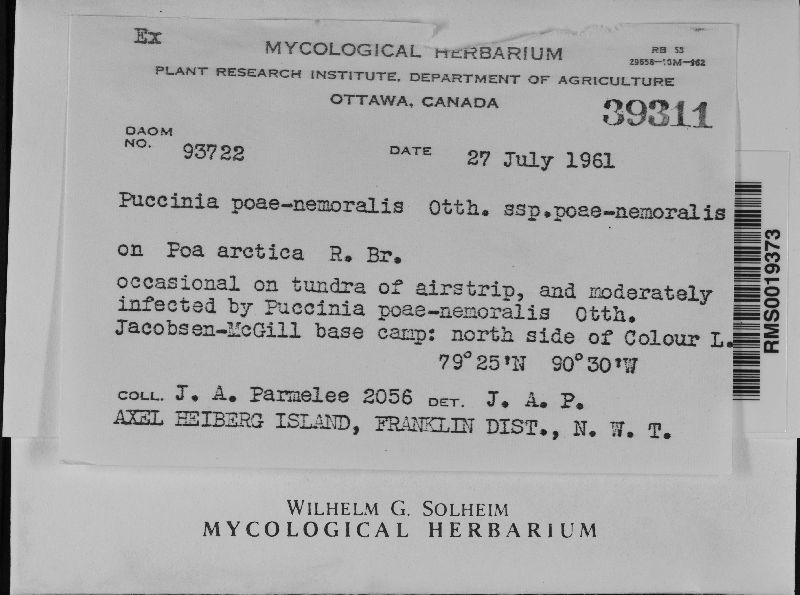 Ex
MYCOLOGICAL HERBARIUM
RB 53
29656—10M—962
PLANT RESEARCH INSTITUTE, DEPARTMENT OF AGRICULTURE
OTTAWA, CANADA
39311
DAOM
NO. 93722 DATE 27 July 1961
Puccinia poae-nemoralis Otth. ssp.poae-nemoralis
on Poa arctica R. Br.
occasional on tundra of airstrip, and moderately
infected by Puccinia poae-nemoralis Otth.
Jacobsen-McGill base camp: north side of Colour L.
79°25'N 90°30'W
COLL. J. A. Parmelee 2056 DET. J. A. P.
AXEL HEIBERG ISLAND, FRANKLIN DIST., N. W. T.
RMS0019373
WILHELM G. SOLHEIM
MYCOLOGICAL HERBARIUM